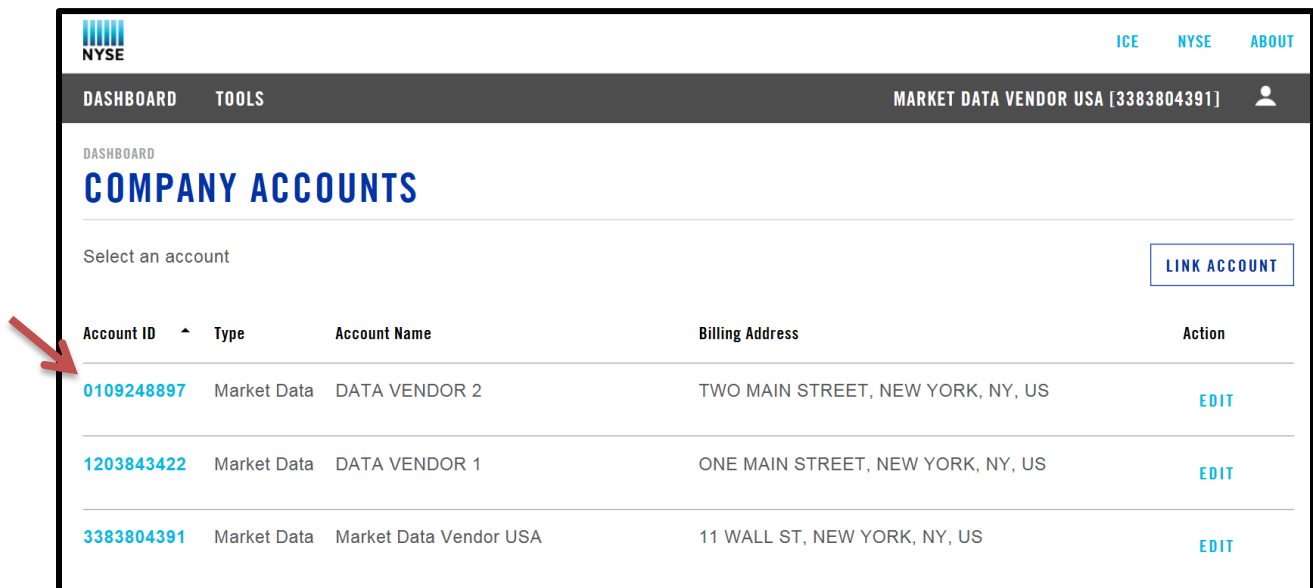 NYSE
ICE NYSE ABOUT
DASHBOARD TOOLS MARKET DATA VENDOR USA [3383804391]
DASHBOARD
COMPANY ACCOUNTS
Select an account
LINK ACCOUNT
Account ID Type Account Name Billing Address Action
0109248897 Market Data DATA VENDOR 2 TWO MAIN STREET, NEW YORK, NY, US EDIT
1203843422 Market Data DATA VENDOR 1 ONE MAIN STREET, NEW YORK, NY, US EDIT
3383804391 Market Data Market Data Vendor USA 11 WALL ST, NEW YORK, NY, US EDIT